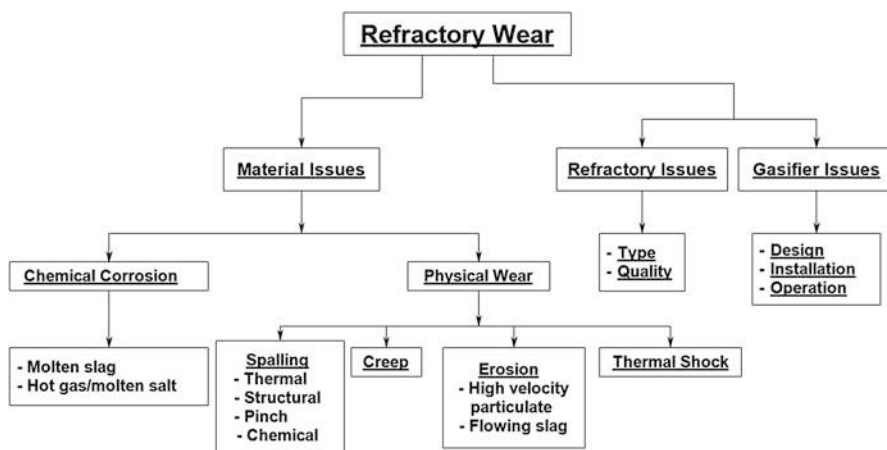 Refractory Wear
Material Issues
Refractory Issues
Gasifier Issues
- Type
- Quality
- Design
- Installation
- Operation
Chemical Corrosion
Physical Wear
- Molten slag
- Hot gas/molten salt
Spalling
- Thermal
- Structural
- Pinch
- Chemical
Creep
Erosion
- High velocity
particulate
- Flowing slag
Thermal Shock